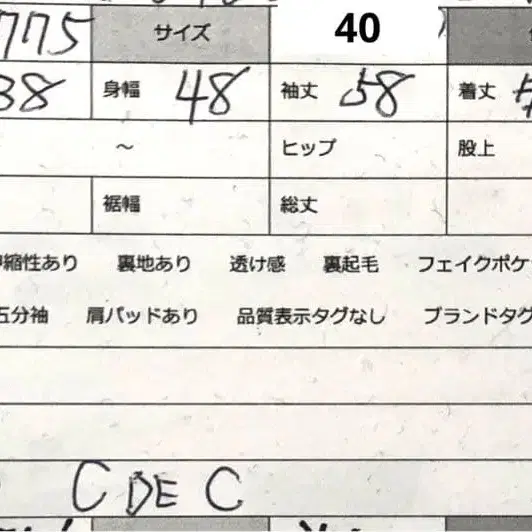 775 サイズ 40
38 身幅 48 袖丈 58 着丈
~ ヒップ 股上
裾幅 総丈
縮性あり 裏地あり 透け感 裏起毛 フェイクポケ
五分袖 肩パッドあり 品質表示タグなし ブランドタグ
C DE C